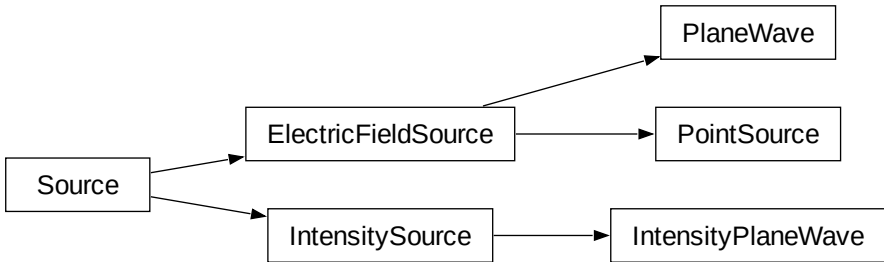 PlaneWave
ElectricFieldSource
PointSource
Source
IntensitySource
IntensityPlaneWave